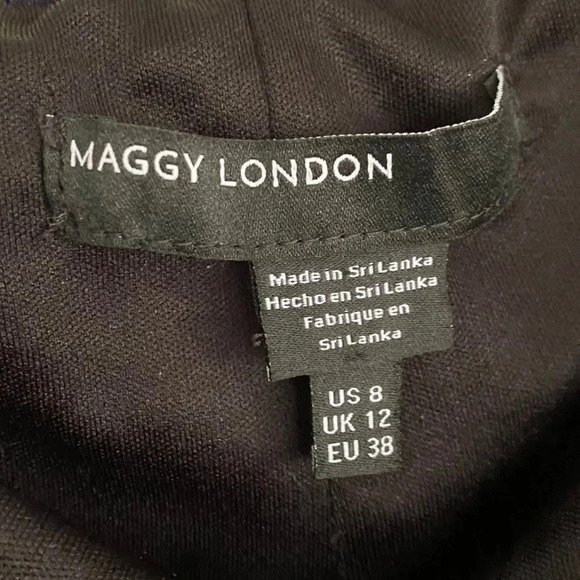 MAGGY LONDON
Made in Sri Lanka
Hecho en Sri Lanka
Fabrique en
Sri Lanka
US 8
UK 12
EU 38